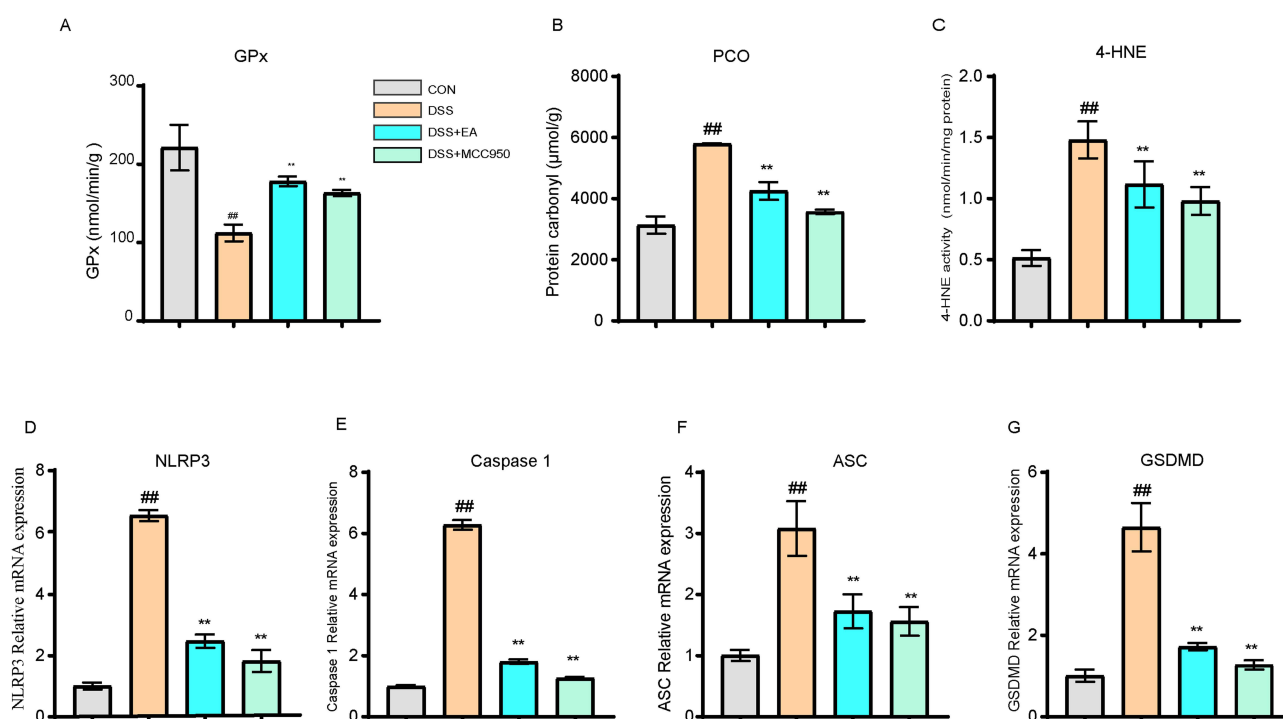 A
GPx
GPx (nmol/min/g )
300
200
100
0
##
**
**
CON
DSS
DSS+EA
DSS+MCC950
B
PCO
Protein carbonyl (μmol/g)
8000
6000
4000
2000
0
##
**
**
C
4-HNE
4-HNE activity (nmol/min/mg protein)
2.0
1.5
1.0
0.5
0.0
##
**
**
D
NLRP3
NLRP3 Relative mRNA expression
8
6
4
2
0
##
**
**
E
Caspase 1
Caspase 1 Relative mRNA expression
8
6
4
2
0
##
**
**
F
ASC
ASC Relative mRNA expression
4
3
2
1
0
##
**
**
G
GSDMD
GSDMD Relative mRNA expression
6
4
2
0
##
**
**